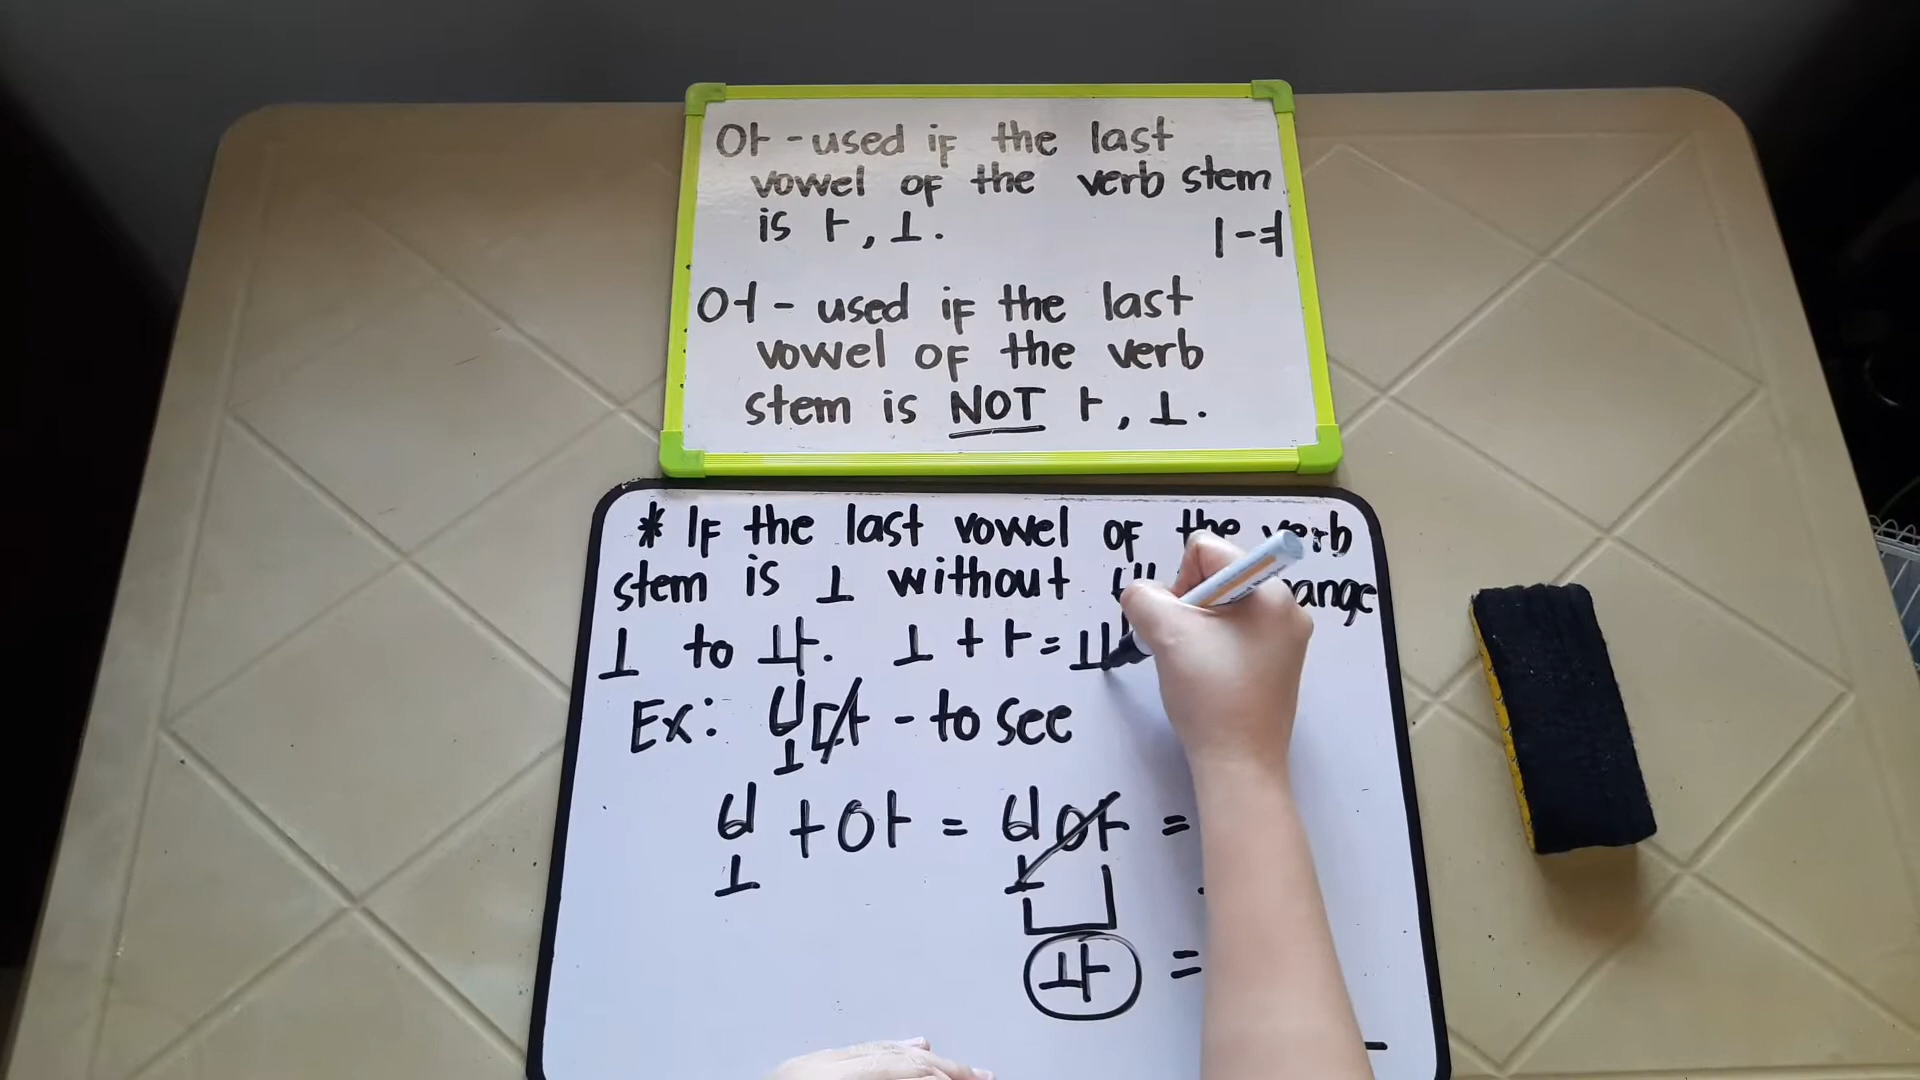 아 - used if the last
vowel of the verb stem
is ㅏ, ㅗ.
ㅣ-ㅕ
어 - used if the last
vowel of the verb
stem is NOT ㅏ, ㅗ.
* If the last vowel of the verb
stem is ㅗ without
ㅗ to ㅘ. ㅗ + ㅏ =
Ex: 보다 - to see
보 + 아 = 보아 =
ㅘ =